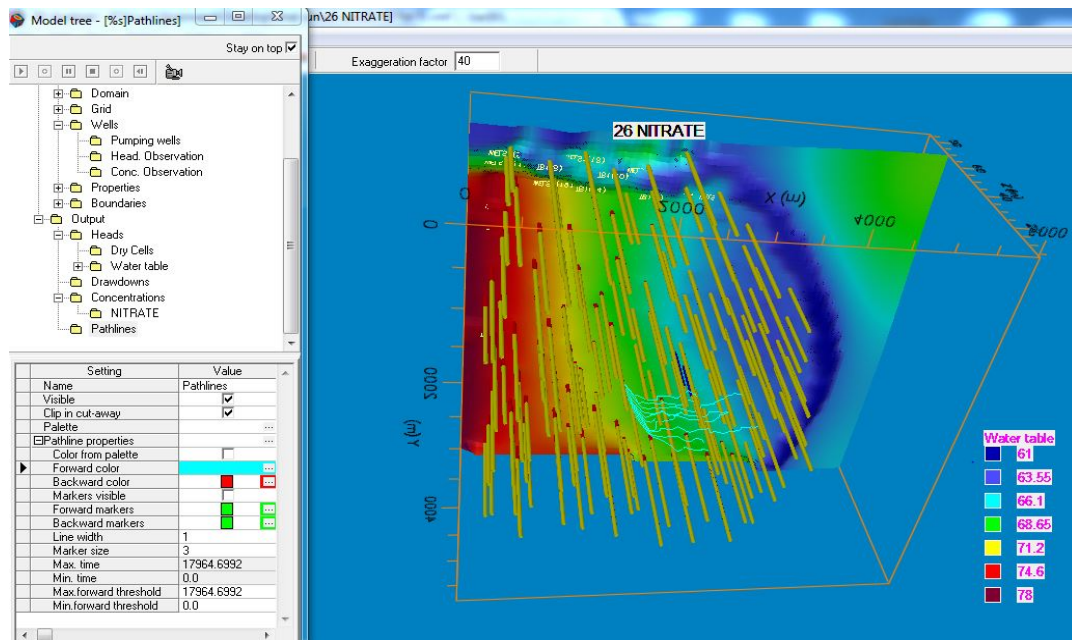 Model tree - [%s]Pathlines]
un\26 NITRATE]
Stay on top
Exaggeration factor 40
Domain
Grid
Wells
Pumping wells
Head. Observation
Conc. Observation
Properties
Boundaries
Output
Heads
Dry Cells
Water table
Drawdowns
Concentrations
NITRATE
Pathlines
Setting Value
Name Pathlines
Visible
Clip in cut-away
Palette
Pathline properties
Color from palette
Forward color
Backward color
Markers visible
Forward markers
Backward markers
Line width 1
Marker size 3
Max. time 17964.6992
Min. time 0.0
Max.forward threshold 17964.6992
Min.forward threshold 0.0
26 NITRATE
0
2000
X (m)
4000
6000
0
2000
Y (m)
4000
Water table
61
63.55
66.1
68.65
71.2
74.6
78